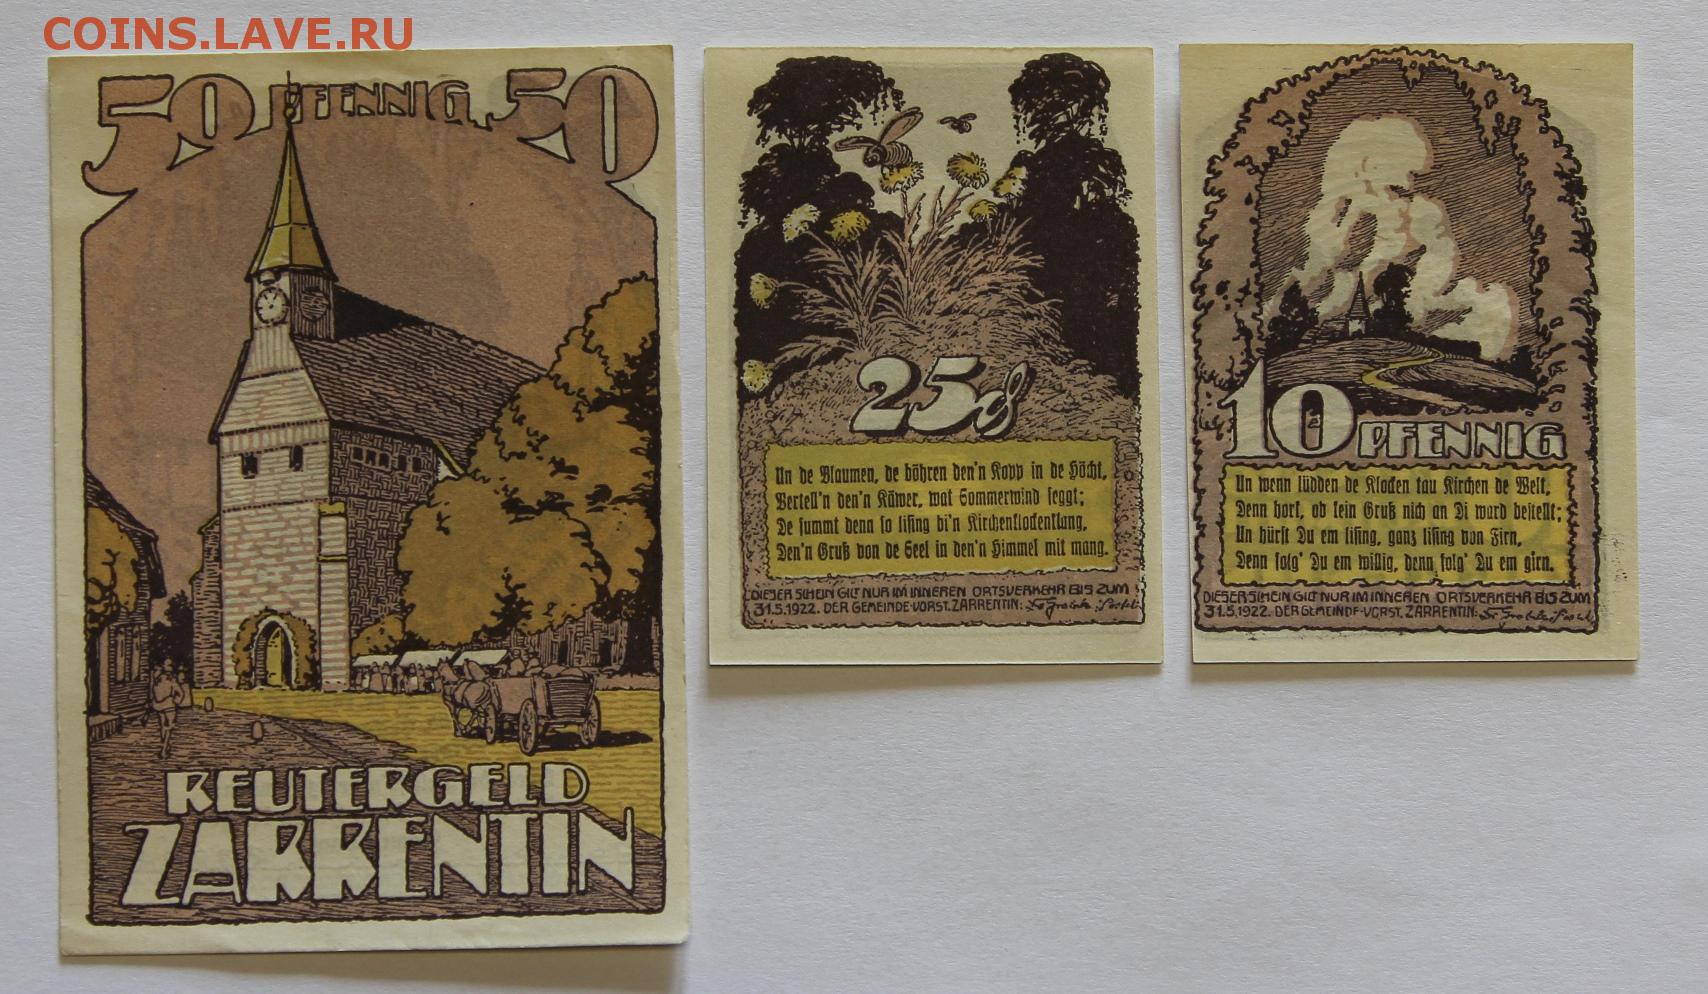 COINS.LAVE.RU
50 PFENNIG 50
REUTERGELD
ZARRENTIN
25
Un de Blaumen, de böhren den'n Kopp in de Höcht,
Vertell'n den'n Käwer, wat Sommerwind seggt;
De summt denn so lising bi'n Kirchenklockenklang,
Den'n Gruß von de Seel in den'n Himmel mit mang.
DIESER SCHEIN GILT NUR IM INNEREN ORTSVERKEHR BIS ZUM
31.5.1922. DER GEMEINDE-VORST. ZARRENTIN:
10 PFENNIG
Un wenn lüdden de Klocken tau Kirchen de Welt,
Denn hork, ob kein Gruß nich an Di ward bestellt;
Un hürst Du em lising, ganz lising von Firn,
Denn folg' Du em willig, denn folg' Du em girn.
DIESER SCHEIN GILT NUR IM INNEREN ORTSVERKEHR BIS ZUM
31.5.1922. DER GEMEINDE-VORST. ZARRENTIN: